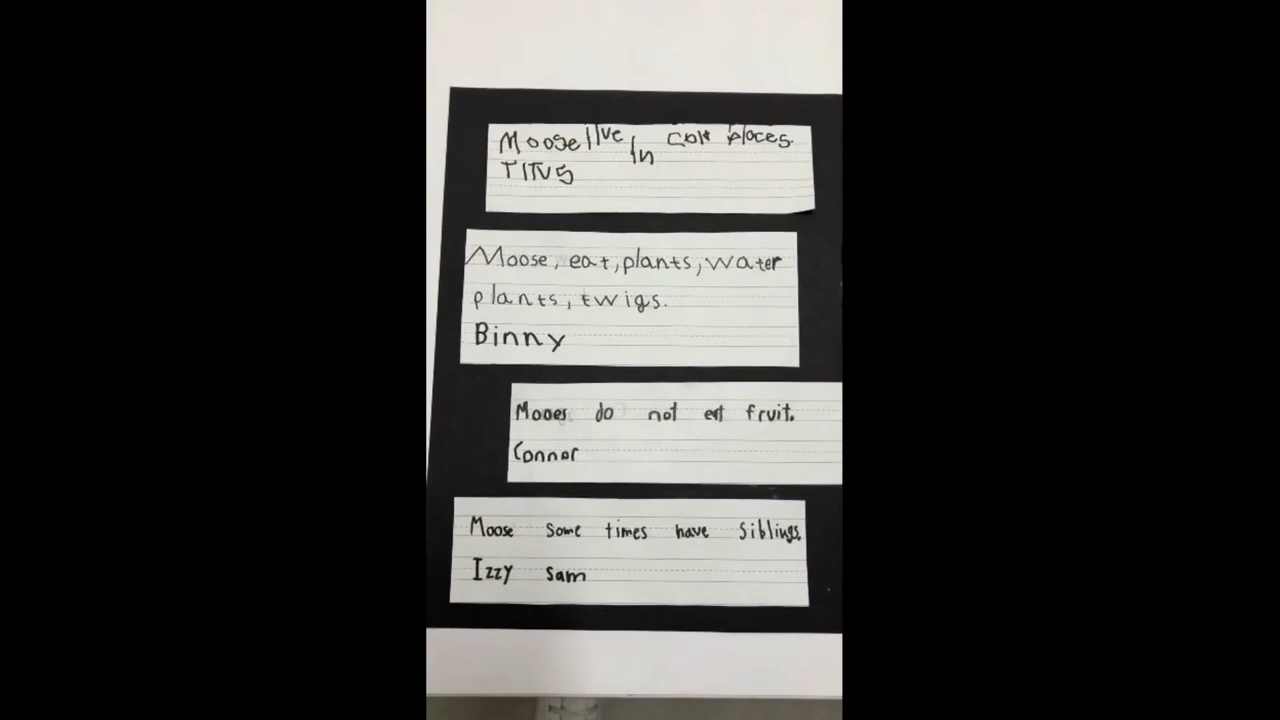 Moose live in cold places.
TITUS
Moose, eat, plants, water
plants, twigs.
Binny
Mooes do not eat fruit.
Connor
Moose some times have siblings.
Izzy sam